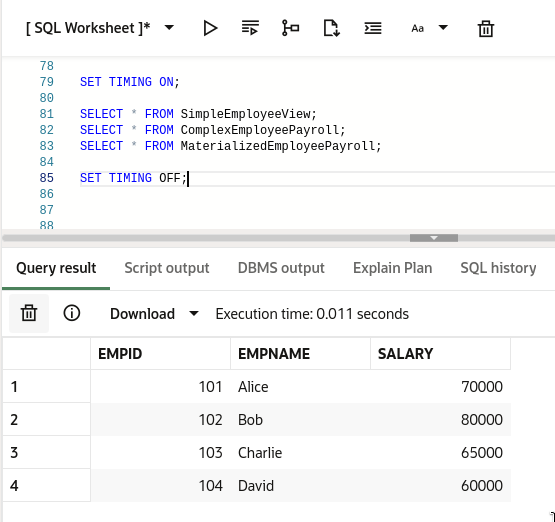 [ SQL Worksheet ]*
Aa
78
79 SET TIMING ON;
80
81 SELECT * FROM SimpleEmployeeView;
82 SELECT * FROM ComplexEmployeePayroll;
83 SELECT * FROM MaterializedEmployeePayroll;
84
85 SET TIMING OFF;
86
87
88
Query result Script output DBMS output Explain Plan SQL history
Download Execution time: 0.011 seconds
EMPID EMPNAME SALARY
1 101 Alice 70000
2 102 Bob 80000
3 103 Charlie 65000
4 104 David 60000